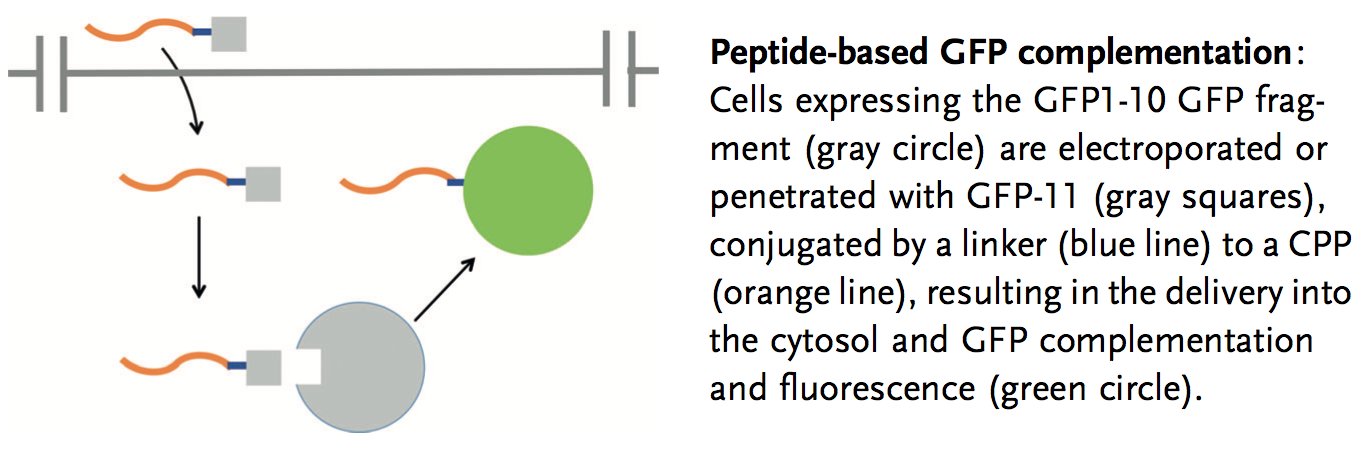 Peptide-based GFP complementation:
Cells expressing the GFP1-10 GFP frag-
ment (gray circle) are electroporated or
penetrated with GFP-11 (gray squares),
conjugated by a linker (blue line) to a CPP
(orange line), resulting in the delivery into
the cytosol and GFP complementation
and fluorescence (green circle).